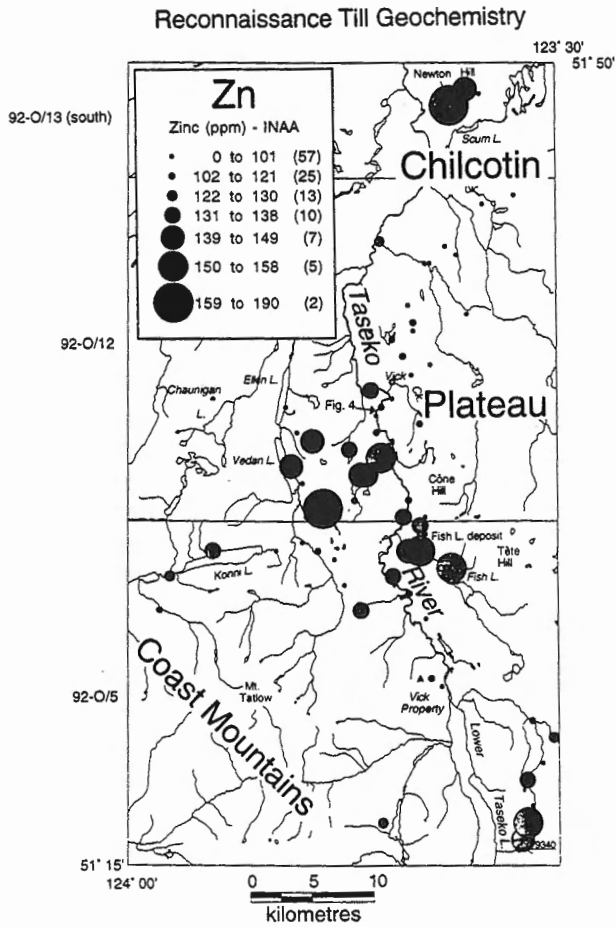 Reconnaissance Till Geochemistry
123° 30'
51° 50'
Newton
Hill
92-O/13 (south)
Scum L.
Chilcotin
Zn
Zinc (ppm) - INAA
0 to 101 (57)
102 to 121 (25)
122 to 130 (13)
131 to 138 (10)
139 to 149 (7)
150 to 158 (5)
159 to 190 (2)
Taseko
92-O/12
Ellen L.
Vick
Chaunigan
L.
Fig. 4
Plateau
Vedan L.
Cône
Hill
Fish L. deposit
Tête
Hill
Fish L.
Konni L.
River
Coast Mountains
Mt.
Tatlow
92-O/5
A
Vick
Property
Lower
Taseko L.
9340
51° 15'
124° 00'
0 5 10
kilometres